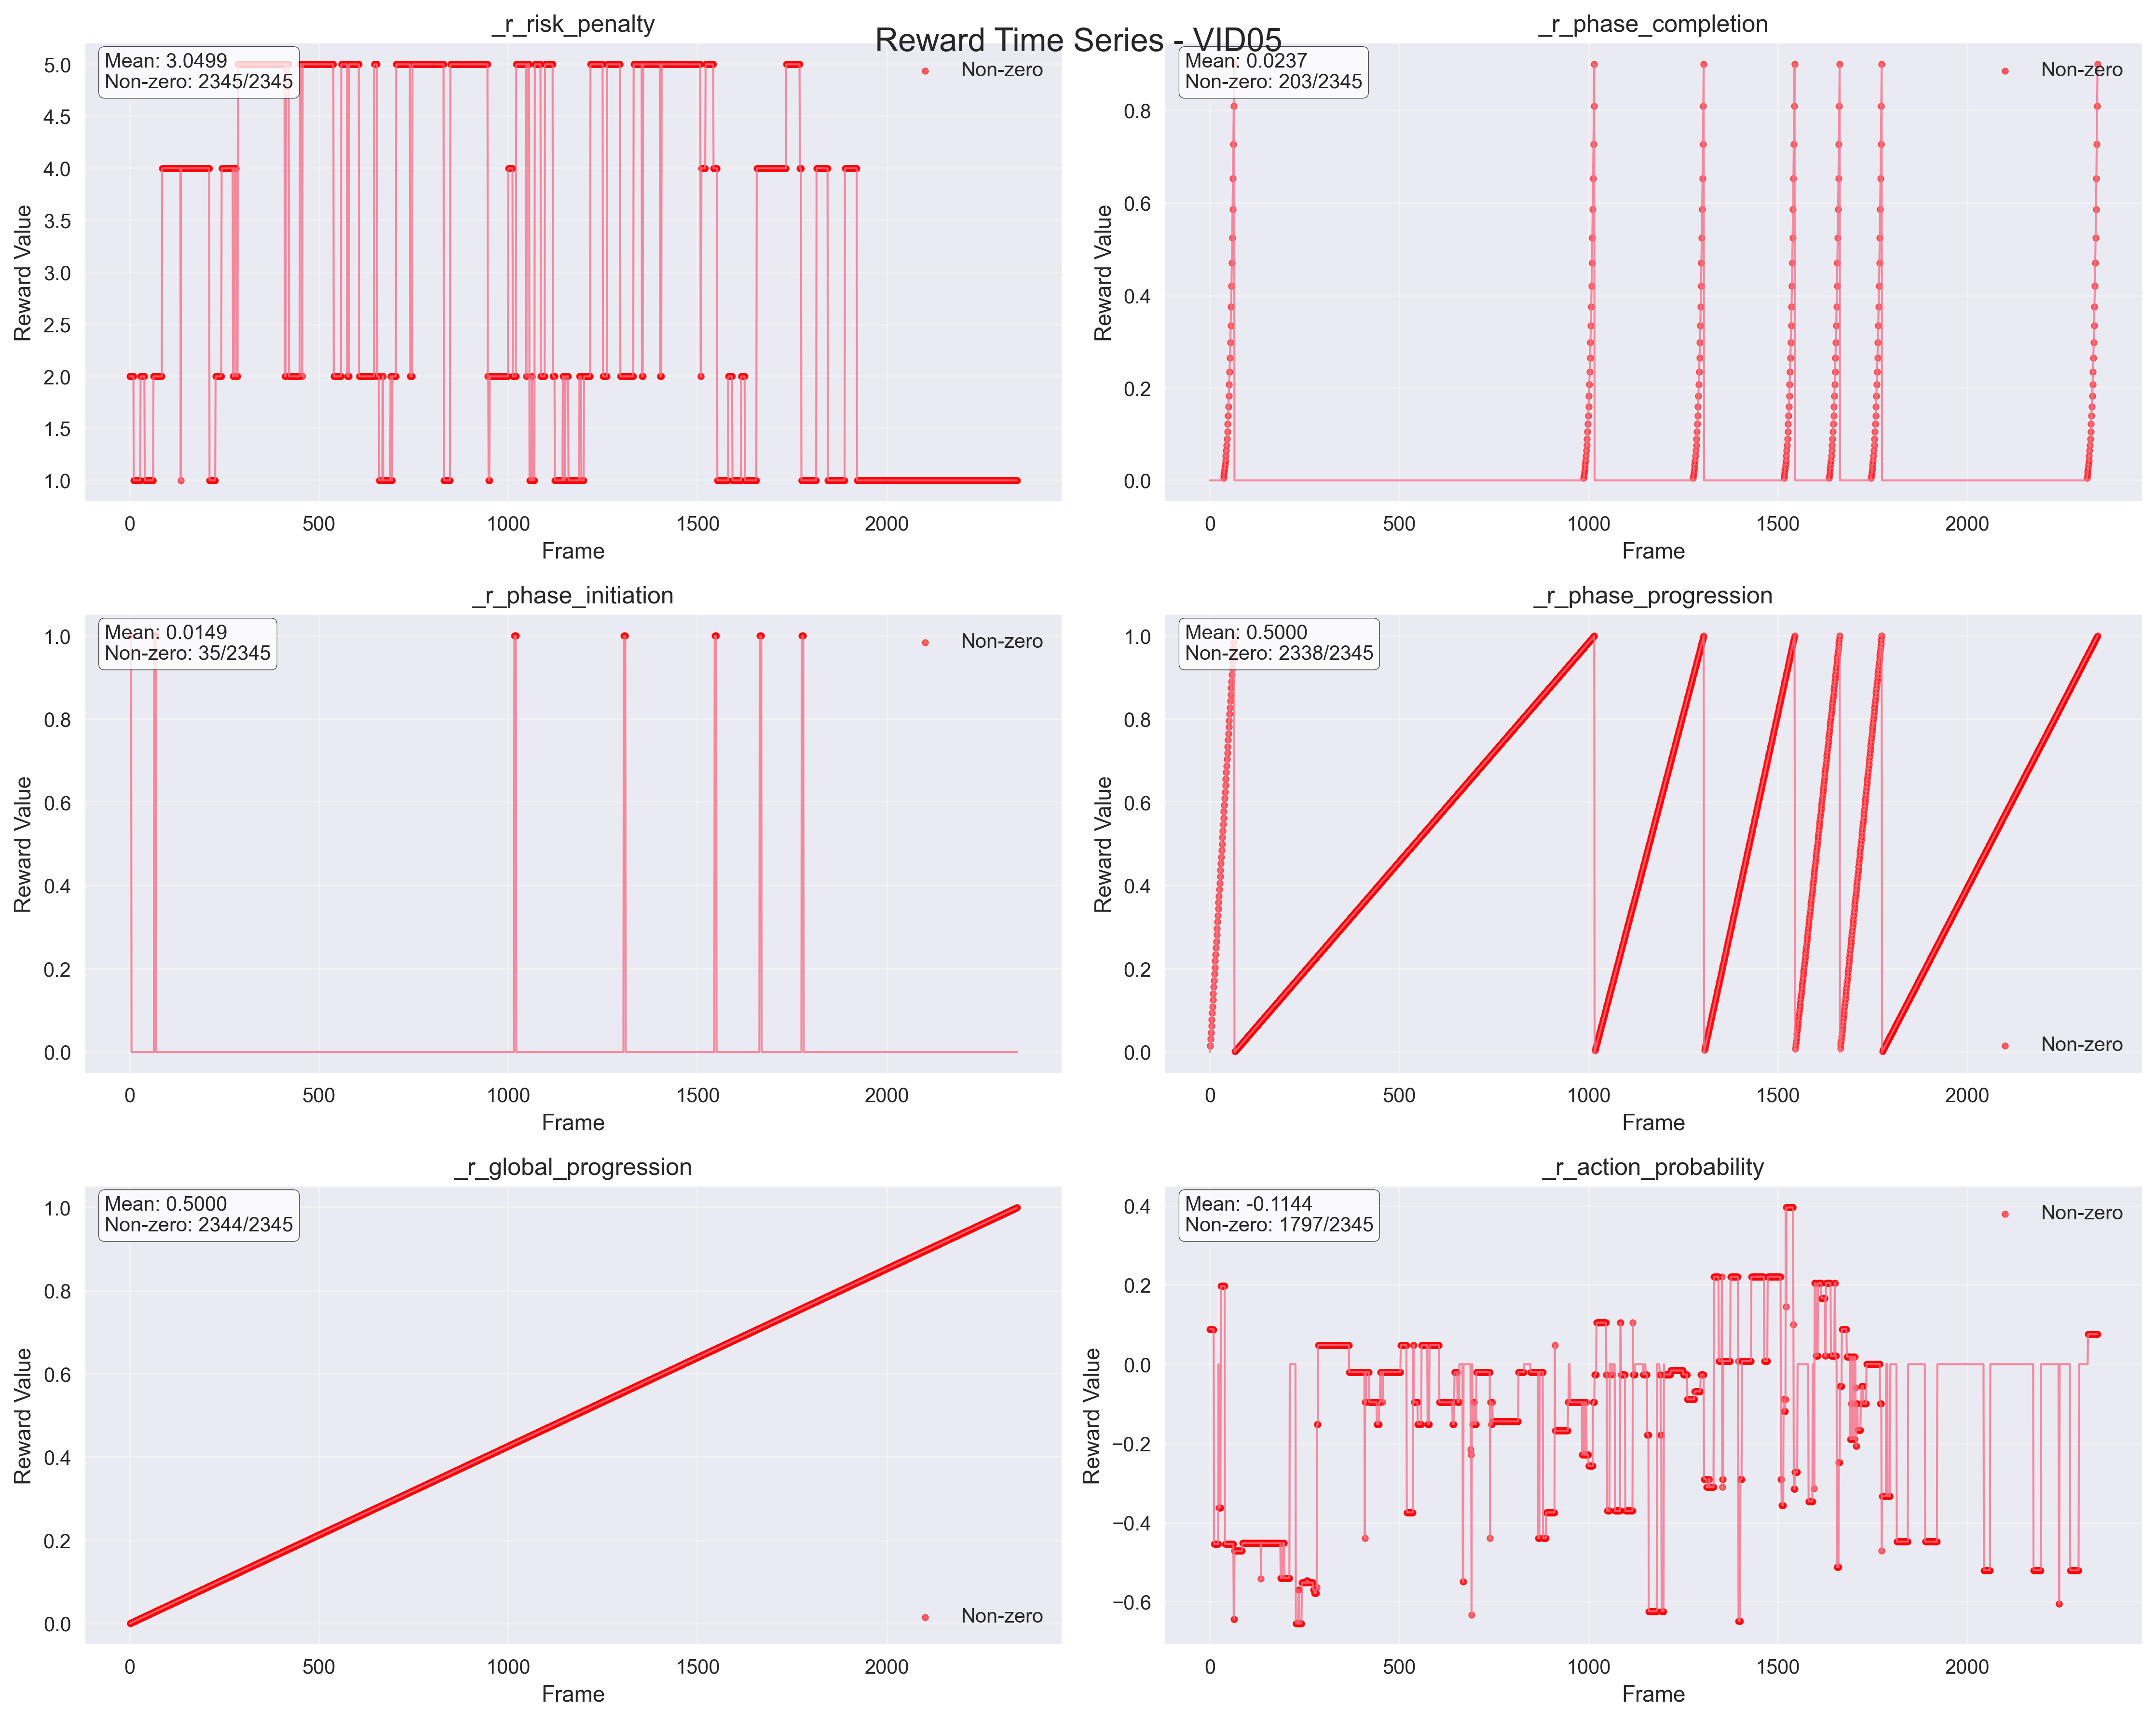 Reward Time Series - VID05
_r_risk_penalty
Mean: 3.0499
Non-zero: 2345/2345
Non-zero
Reward Value
5.0
4.5
4.0
3.5
3.0
2.5
2.0
1.5
1.0
0 500 1000 1500 2000
Frame
_r_phase_completion
Mean: 0.0237
Non-zero: 203/2345
Non-zero
Reward Value
0.8
0.6
0.4
0.2
0.0
0 500 1000 1500 2000
Frame
_r_phase_initiation
Mean: 0.0149
Non-zero: 35/2345
Non-zero
Reward Value
1.0
0.8
0.6
0.4
0.2
0.0
0 500 1000 1500 2000
Frame
_r_phase_progression
Mean: 0.5000
Non-zero: 2338/2345
Reward Value
1.0
0.8
0.6
0.4
0.2
0.0
Non-zero
0 500 1000 1500 2000
Frame
_r_global_progression
Mean: 0.5000
Non-zero: 2344/2345
Reward Value
1.0
0.8
0.6
0.4
0.2
0.0
Non-zero
0 500 1000 1500 2000
Frame
_r_action_probability
Mean: -0.1144
Non-zero: 1797/2345
Non-zero
Reward Value
0.4
0.2
0.0
−0.2
−0.4
−0.6
0 500 1000 1500 2000
Frame